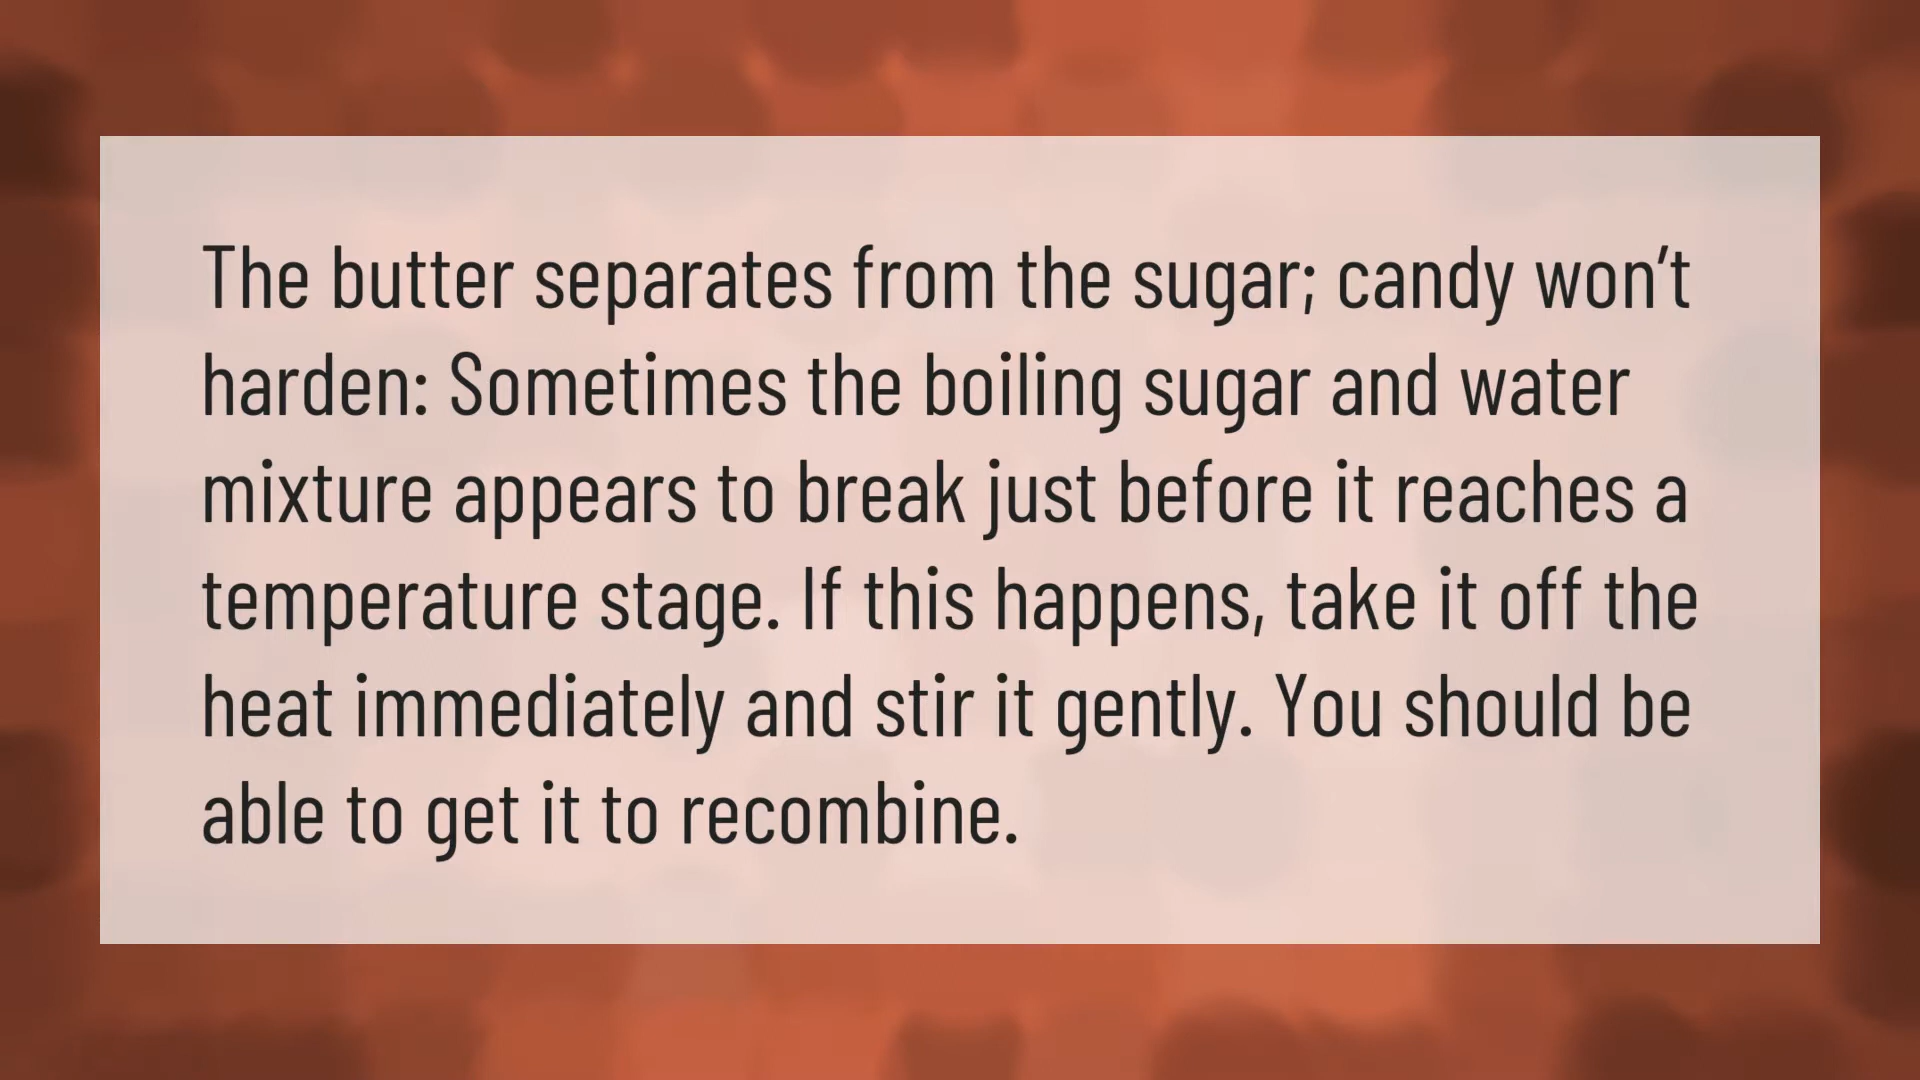 The butter separates from the sugar; candy won’t
harden: Sometimes the boiling sugar and water
mixture appears to break just before it reaches a
temperature stage. If this happens, take it off the
heat immediately and stir it gently. You should be
able to get it to recombine.